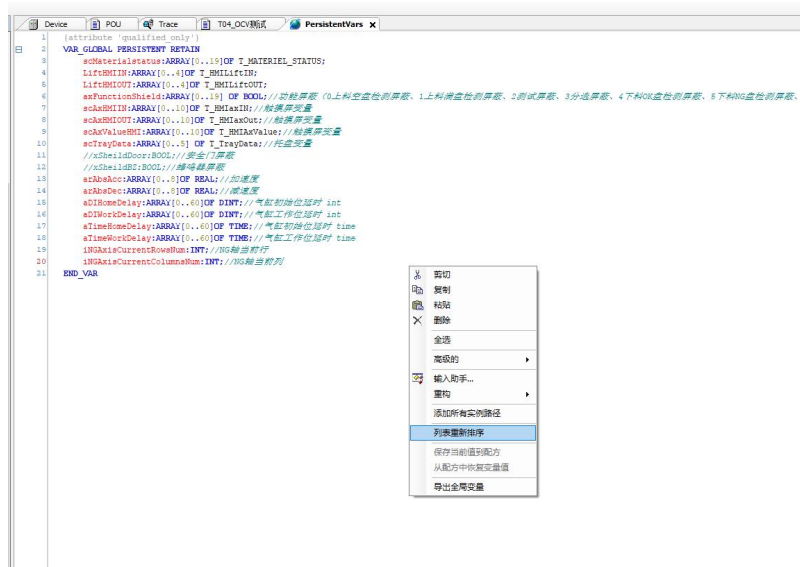 Device POU Trace T04_OCV测试 PersistentVars x
1 {attribute 'qualified_only'}
2 VAR_GLOBAL PERSISTENT RETAIN
3 scMaterialstatus:ARRAY[0..19]OF T_MATERIEL_STATUS;
4 LiftHMIIN:ARRAY[0..4]OF T_HMILiftIN;
5 LiftHMIOUT:ARRAY[0..4]OF T_HMILiftOUT;
6 axFunctionShield:ARRAY[0..19] OF BOOL;//功能屏蔽（0上料空盘检测屏蔽、1上料满盘检测屏蔽、2测试屏蔽、3分选屏蔽、4下料OK盘检测屏蔽、5下料NG盘检测屏蔽、
7 scAxHMIIN:ARRAY[0..10]OF T_HMIaxIN;//触摸屏变量
8 scAxHMIOUT:ARRAY[0..10]OF T_HMIaxOut;//触摸屏变量
9 scAxValueHMI:ARRAY[0..10]OF T_HMIAxValue;//触摸屏变量
10 scTrayData:ARRAY[0..5] OF T_TrayData;//托盘变量
11 //xSheildDoor:BOOL;//安全门屏蔽
12 //xSheildBZ:BOOL;//蜂鸣器屏蔽
13 arAbsAcc:ARRAY[0..8]OF REAL;//加速度
14 arAbsDec:ARRAY[0..8]OF REAL;//减速度
15 aDIHomeDelay:ARRAY[0..60]OF DINT;//气缸初始位延时 int
16 aDIWorkDelay:ARRAY[0..60]OF DINT;//气缸工作位延时 int
17 aTimeHomeDelay:ARRAY[0..60]OF TIME;//气缸初始位延时 time
18 aTimeWorkDelay:ARRAY[0..60]OF TIME;//气缸工作位延时 time
19 iNGAxisCurrentRowsNum:INT;//NG轴当前行
20 iNGAxisCurrentColumnsNum:INT;//NG轴当前列
21 END_VAR
剪切
复制
粘贴
删除
全选
高级的
输入助手...
重构
添加所有实例路径
列表重新排序
保存当前值到配方
从配方中恢复变量值
导出全局变量